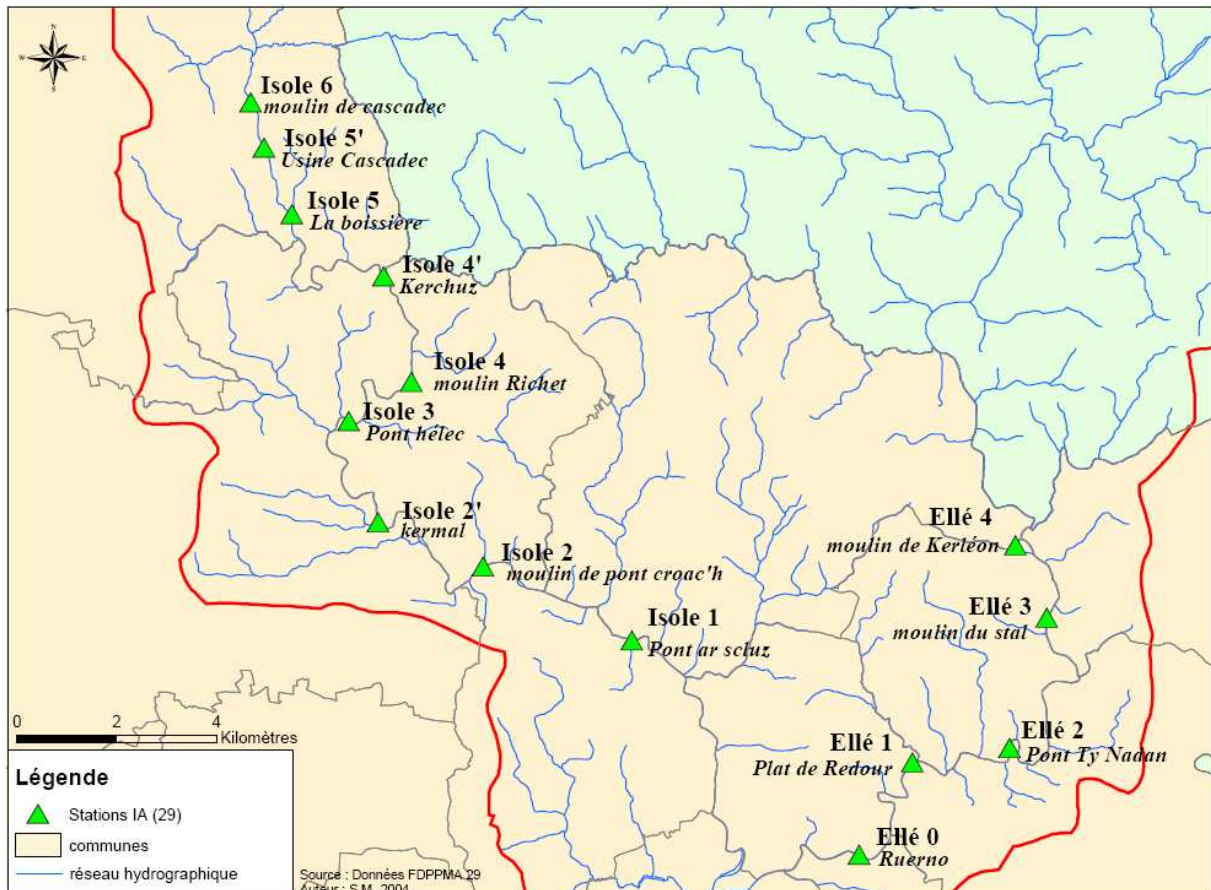 N
W
E
S
Isole 6
moulin de cascadec
Isole 5'
Usine Cascadec
Isole 5
La boissière
Isole 4'
Kerchuz
Isole 4
moulin Richet
Isole 3
Pont hélec
Isole 2'
kermal
Isole 2
moulin de pont croac'h
Isole 1
Pont ar scluz
Ellé 4
moulin de Kerléon
Ellé 3
moulin du stal
Ellé 2
Pont Ty Nadan
Ellé 1
Plat de Redour
Ellé 0
Ruerno
0 2 4
Kilomètres
Légende
Stations IA (29)
communes
réseau hydrographique
Source : Données FDPPMA 29
Auteur : S.M. 2004